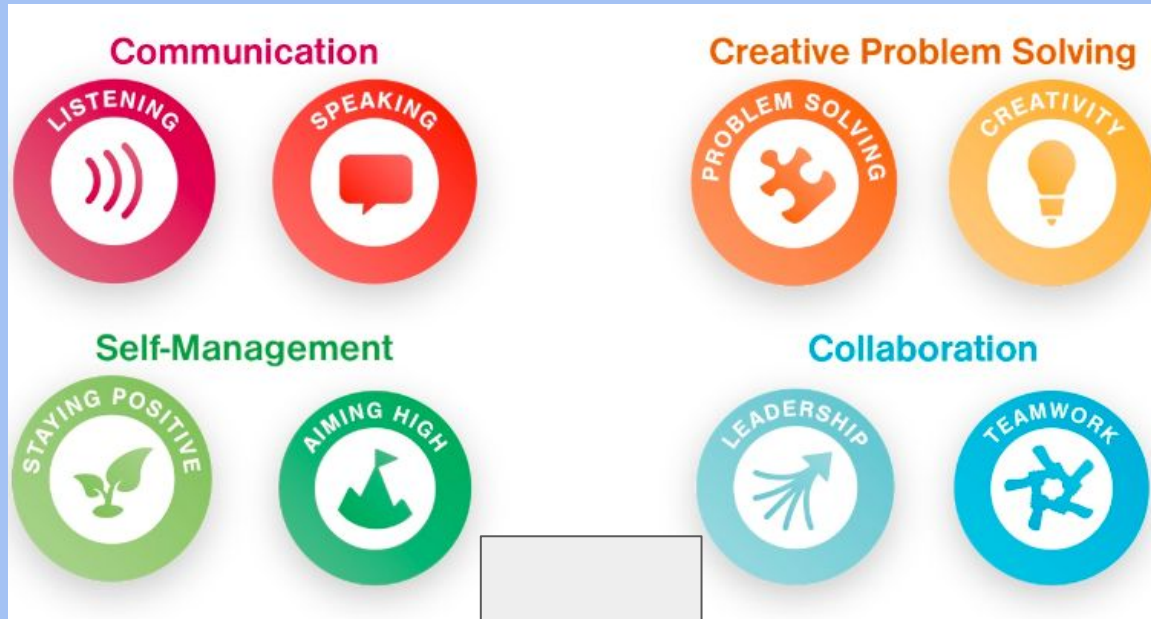 Communication
LISTENING
SPEAKING
Creative Problem Solving
PROBLEM SOLVING
CREATIVITY
Self-Management
STAYING POSITIVE
AIMING HIGH
Collaboration
LEADERSHIP
TEAMWORK